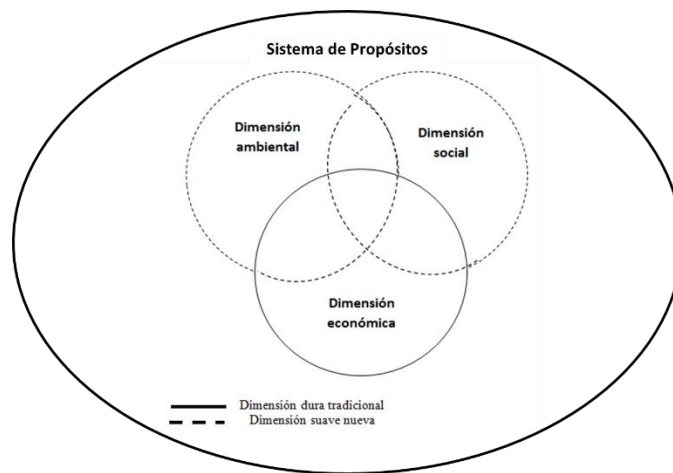 Sistema de Propósitos
Dimensión
ambiental
Dimensión
social
Dimensión
económica
Dimensión dura tradicional
Dimensión suave nueva